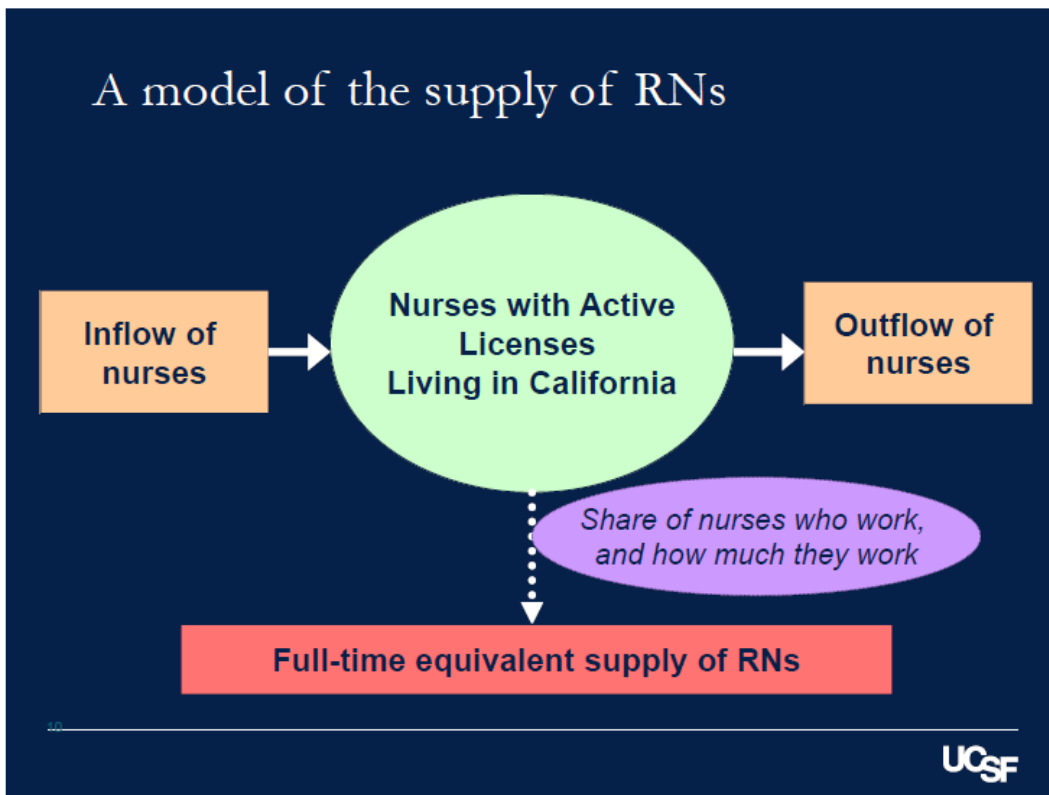 A model of the supply of RNs
Inflow of
nurses
Nurses with Active
Licenses
Living in California
Outflow of
nurses
Share of nurses who work,
and how much they work
Full-time equivalent supply of RNs
10
UCSF